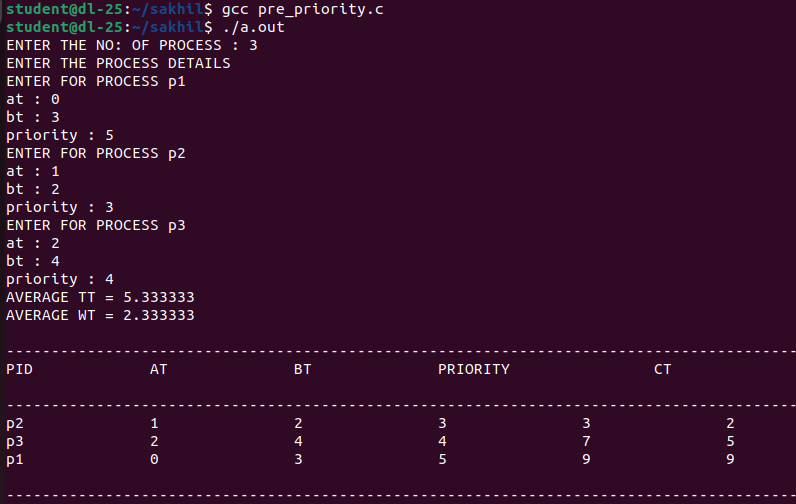 student@dl-25:~/sakhil$ gcc pre_priority.c
student@dl-25:~/sakhil$ ./a.out
ENTER THE NO: OF PROCESS : 3
ENTER THE PROCESS DETAILS
ENTER FOR PROCESS p1
at : 0
bt : 3
priority : 5
ENTER FOR PROCESS p2
at : 1
bt : 2
priority : 3
ENTER FOR PROCESS p3
at : 2
bt : 4
priority : 4
AVERAGE TT = 5.333333
AVERAGE WT = 2.333333
----------------------------------------------------------------------------------------
PID AT BT PRIORITY CT
----------------------------------------------------------------------------------------
p2 1 2 3 3 2
p3 2 4 4 7 5
p1 0 3 5 9 9
----------------------------------------------------------------------------------------